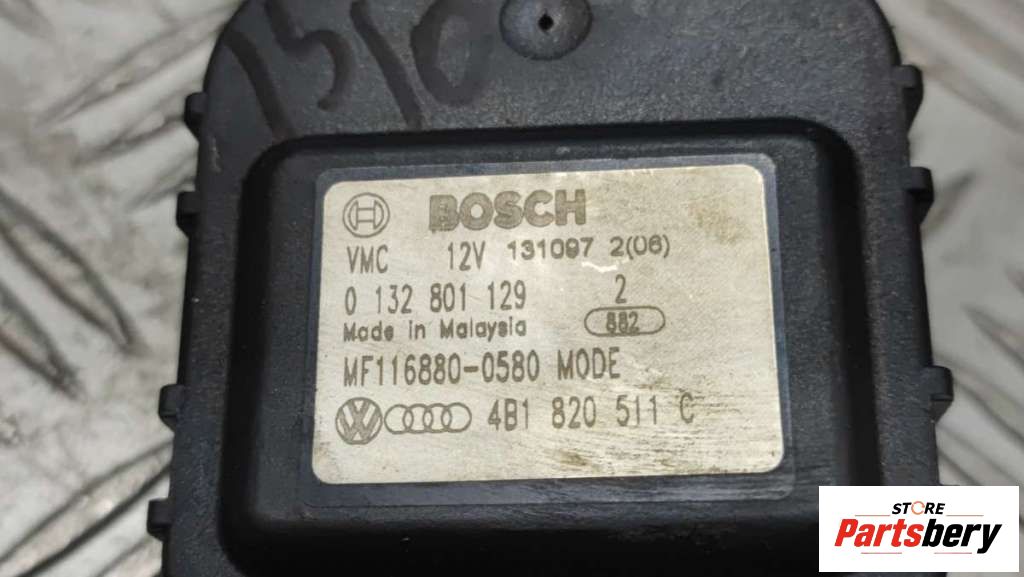 1510
BOSCH
VMC 12V 131097 2(06)
0 132 801 129 2
Made in Malaysia 882
MF116880-0580 MODE
4B1 820 511 C
STORE
Partsbery